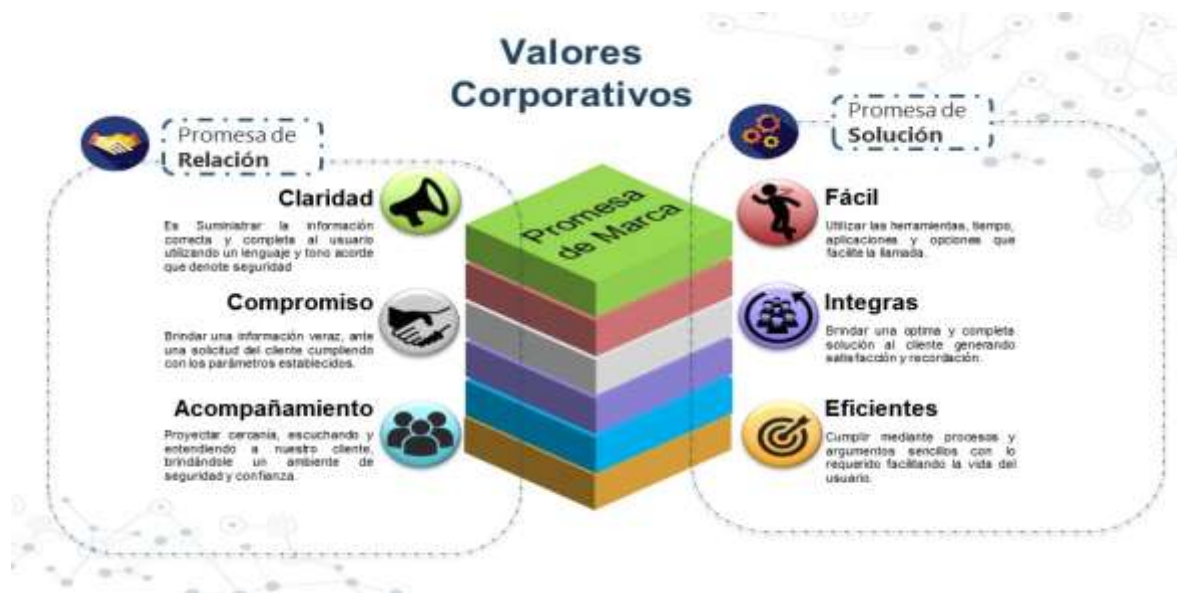 Valores
Corporativos
Promesa de
Relación
Claridad
Es Suministrar la información
correcta y completa al usuario
utilizando un lenguaje y tono acorde
que denote seguridad
Compromiso
Brindar una información veraz, ante
una solicitud del cliente cumpliendo
con los parámetros establecidos.
Acompañamiento
Proyectar cercanía, escuchando y
entendiendo a nuestro cliente,
brindándole un ambiente de
seguridad y confianza.
Promesa
de Marca
Promesa de
Solución
Fácil
Utilizar las herramientas, tiempo,
aplicaciones y opciones que
facilite la llamada.
Integras
Brindar una optima y completa
solución al cliente generando
satisfacción y recordación.
Eficientes
Cumplir mediante procesos y
argumentos sencillos con lo
requerido facilitando la vida del
usuario.